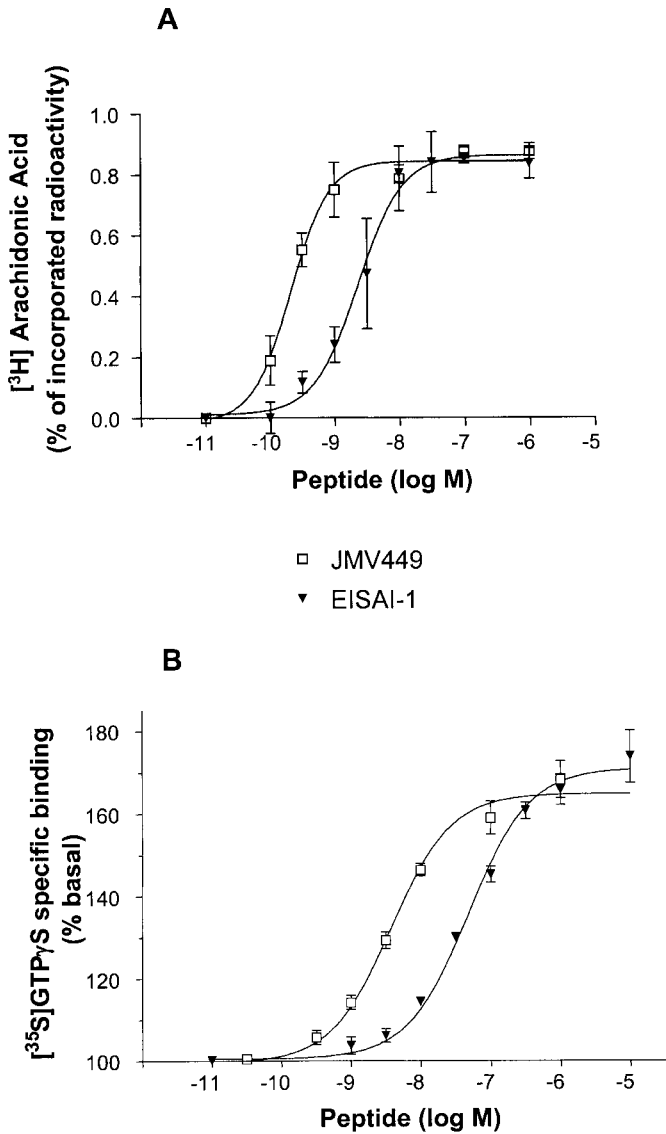 A
[³H] Arachidonic Acid
(% of incorporated radioactivity)
1.0
0.8
0.6
0.4
0.2
0.0
-11 -10 -9 -8 -7 -6 -5
Peptide (log M)
JMV449
EISAI-1
B
[³⁵S]GTPγS specific binding
(% basal)
180
160
140
120
100
-11 -10 -9 -8 -7 -6 -5
Peptide (log M)